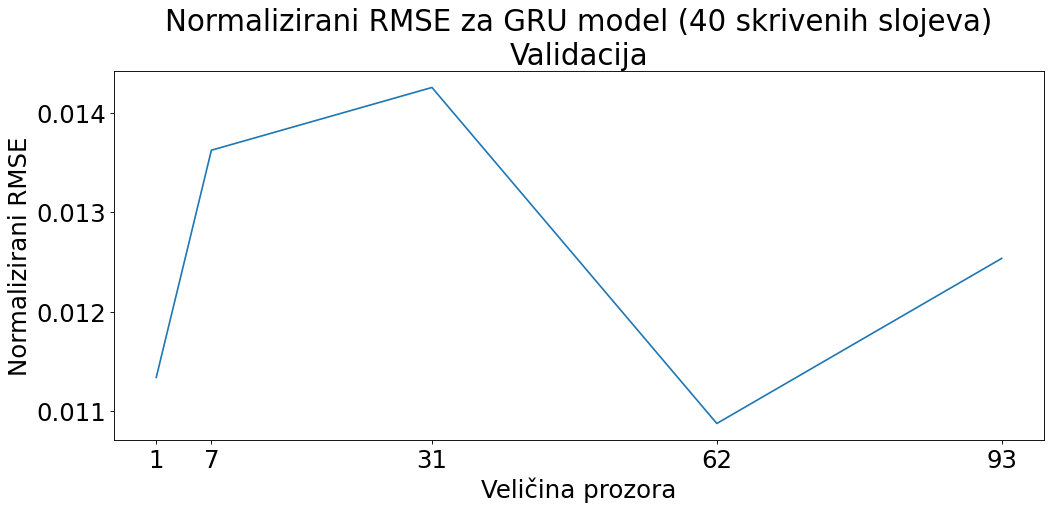 Normalizirani RMSE za GRU model (40 skrivenih slojeva)
Validacija
Normalizirani RMSE
0.014
0.013
0.012
0.011
1 7 31 62 93
Veličina prozora